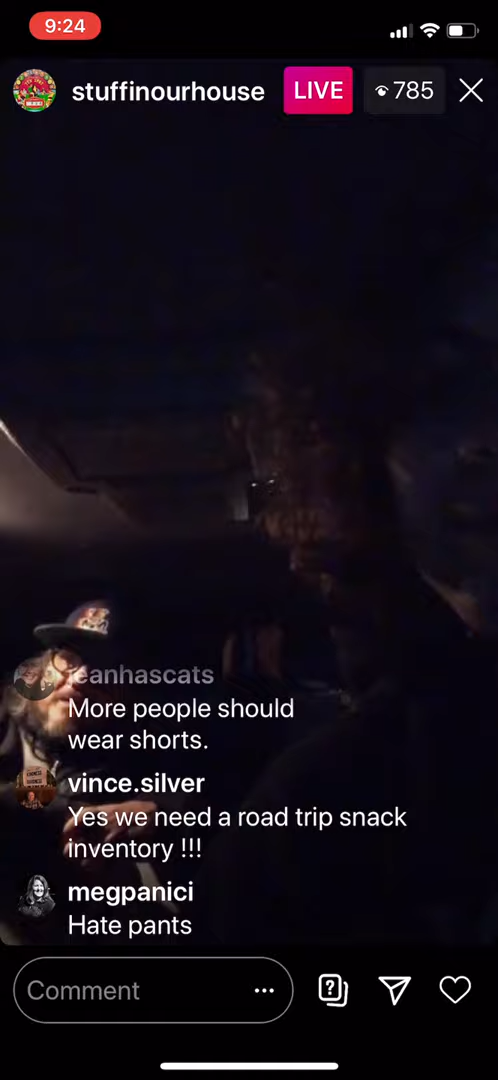 9:24
stuffinourhouse LIVE 785
eanhascats
More people should
wear shorts.
vince.silver
Yes we need a road trip snack
inventory !!!
megpanici
Hate pants
Comment